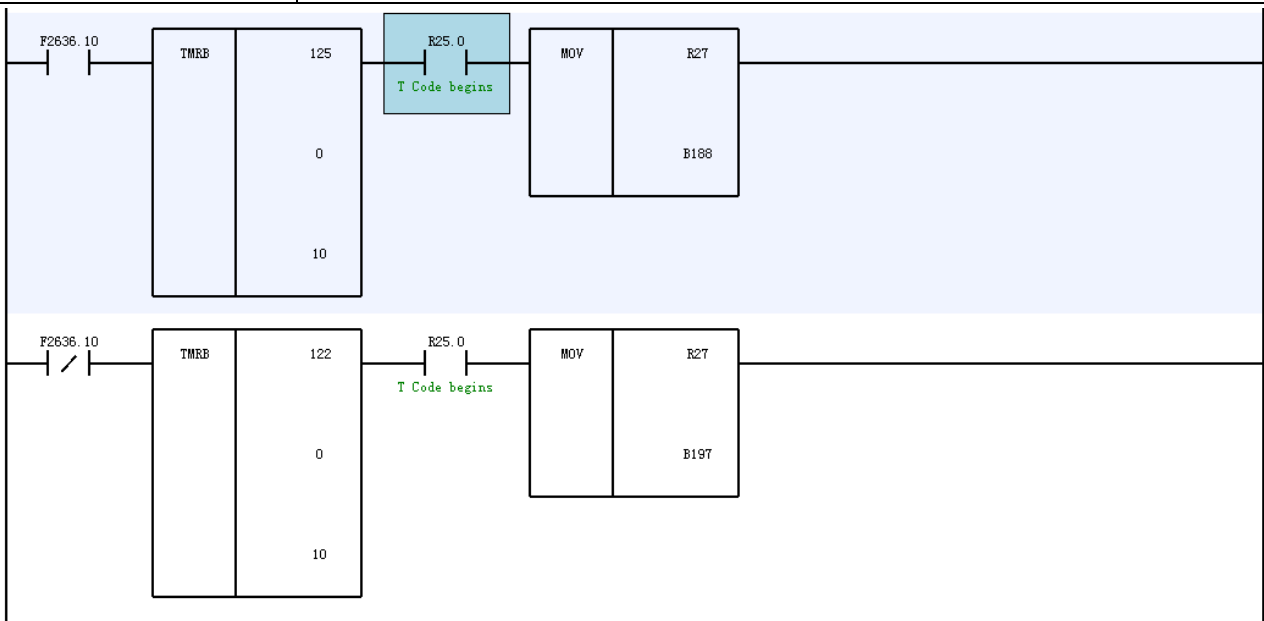 F2636.10
R25.0
TMRB 125
MOV R27
T Code begins
0
B188
10
F2636.10
R25.0
TMRB 122
MOV R27
T Code begins
0
B197
10